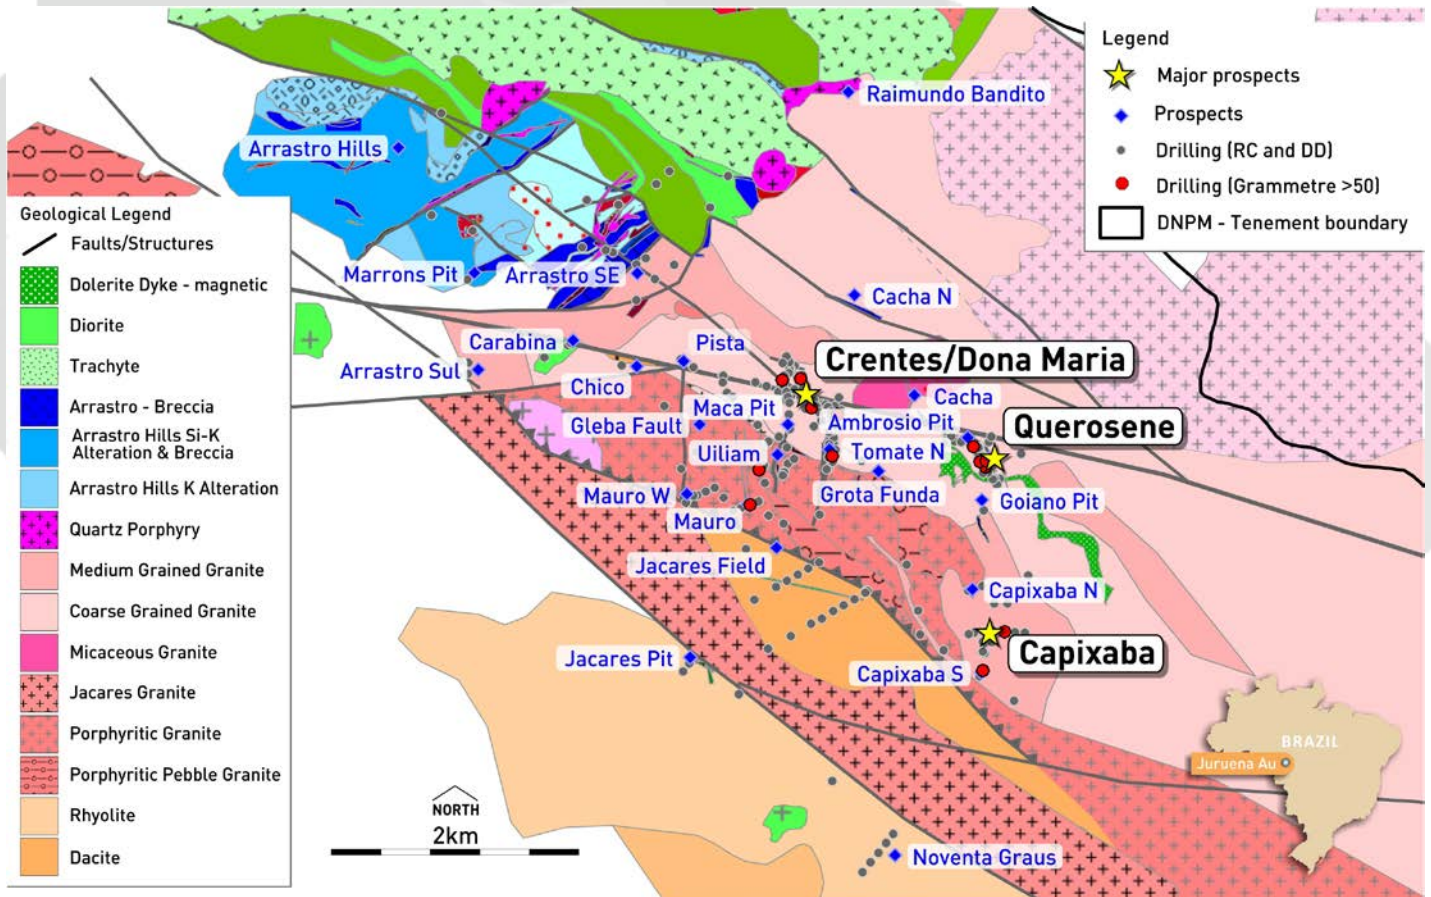 Legend
Major prospects
Prospects
Drilling (RC and DD)
Drilling (Grammetre >50)
DNPM - Tenement boundary
Geological Legend
Faults/Structures
Dolerite Dyke - magnetic
Diorite
Trachyte
Arrastro - Breccia
Arrastro Hills Si-K
Alteration & Breccia
Arrastro Hills K Alteration
Quartz Porphyry
Medium Grained Granite
Coarse Grained Granite
Micaceous Granite
Jacares Granite
Porphyritic Granite
Porphyritic Pebble Granite
Rhyolite
Dacite
Raimundo Bandito
Arrastro Hills
Marrons Pit
Arrastro SE
Cacha N
Carabina
Pista
Arrastro Sul
Chico
Crentes/Dona Maria
Cacha
Maca Pit
Gleba Fault
Ambrosio Pit
Querosene
Uiliam
Tomate N
Mauro W
Grota Funda
Goiano Pit
Mauro
Jacares Field
Capixaba N
Jacares Pit
Capixaba S
Capixaba
Noventa Graus
NORTH
2km
BRAZIL
Juruena Au